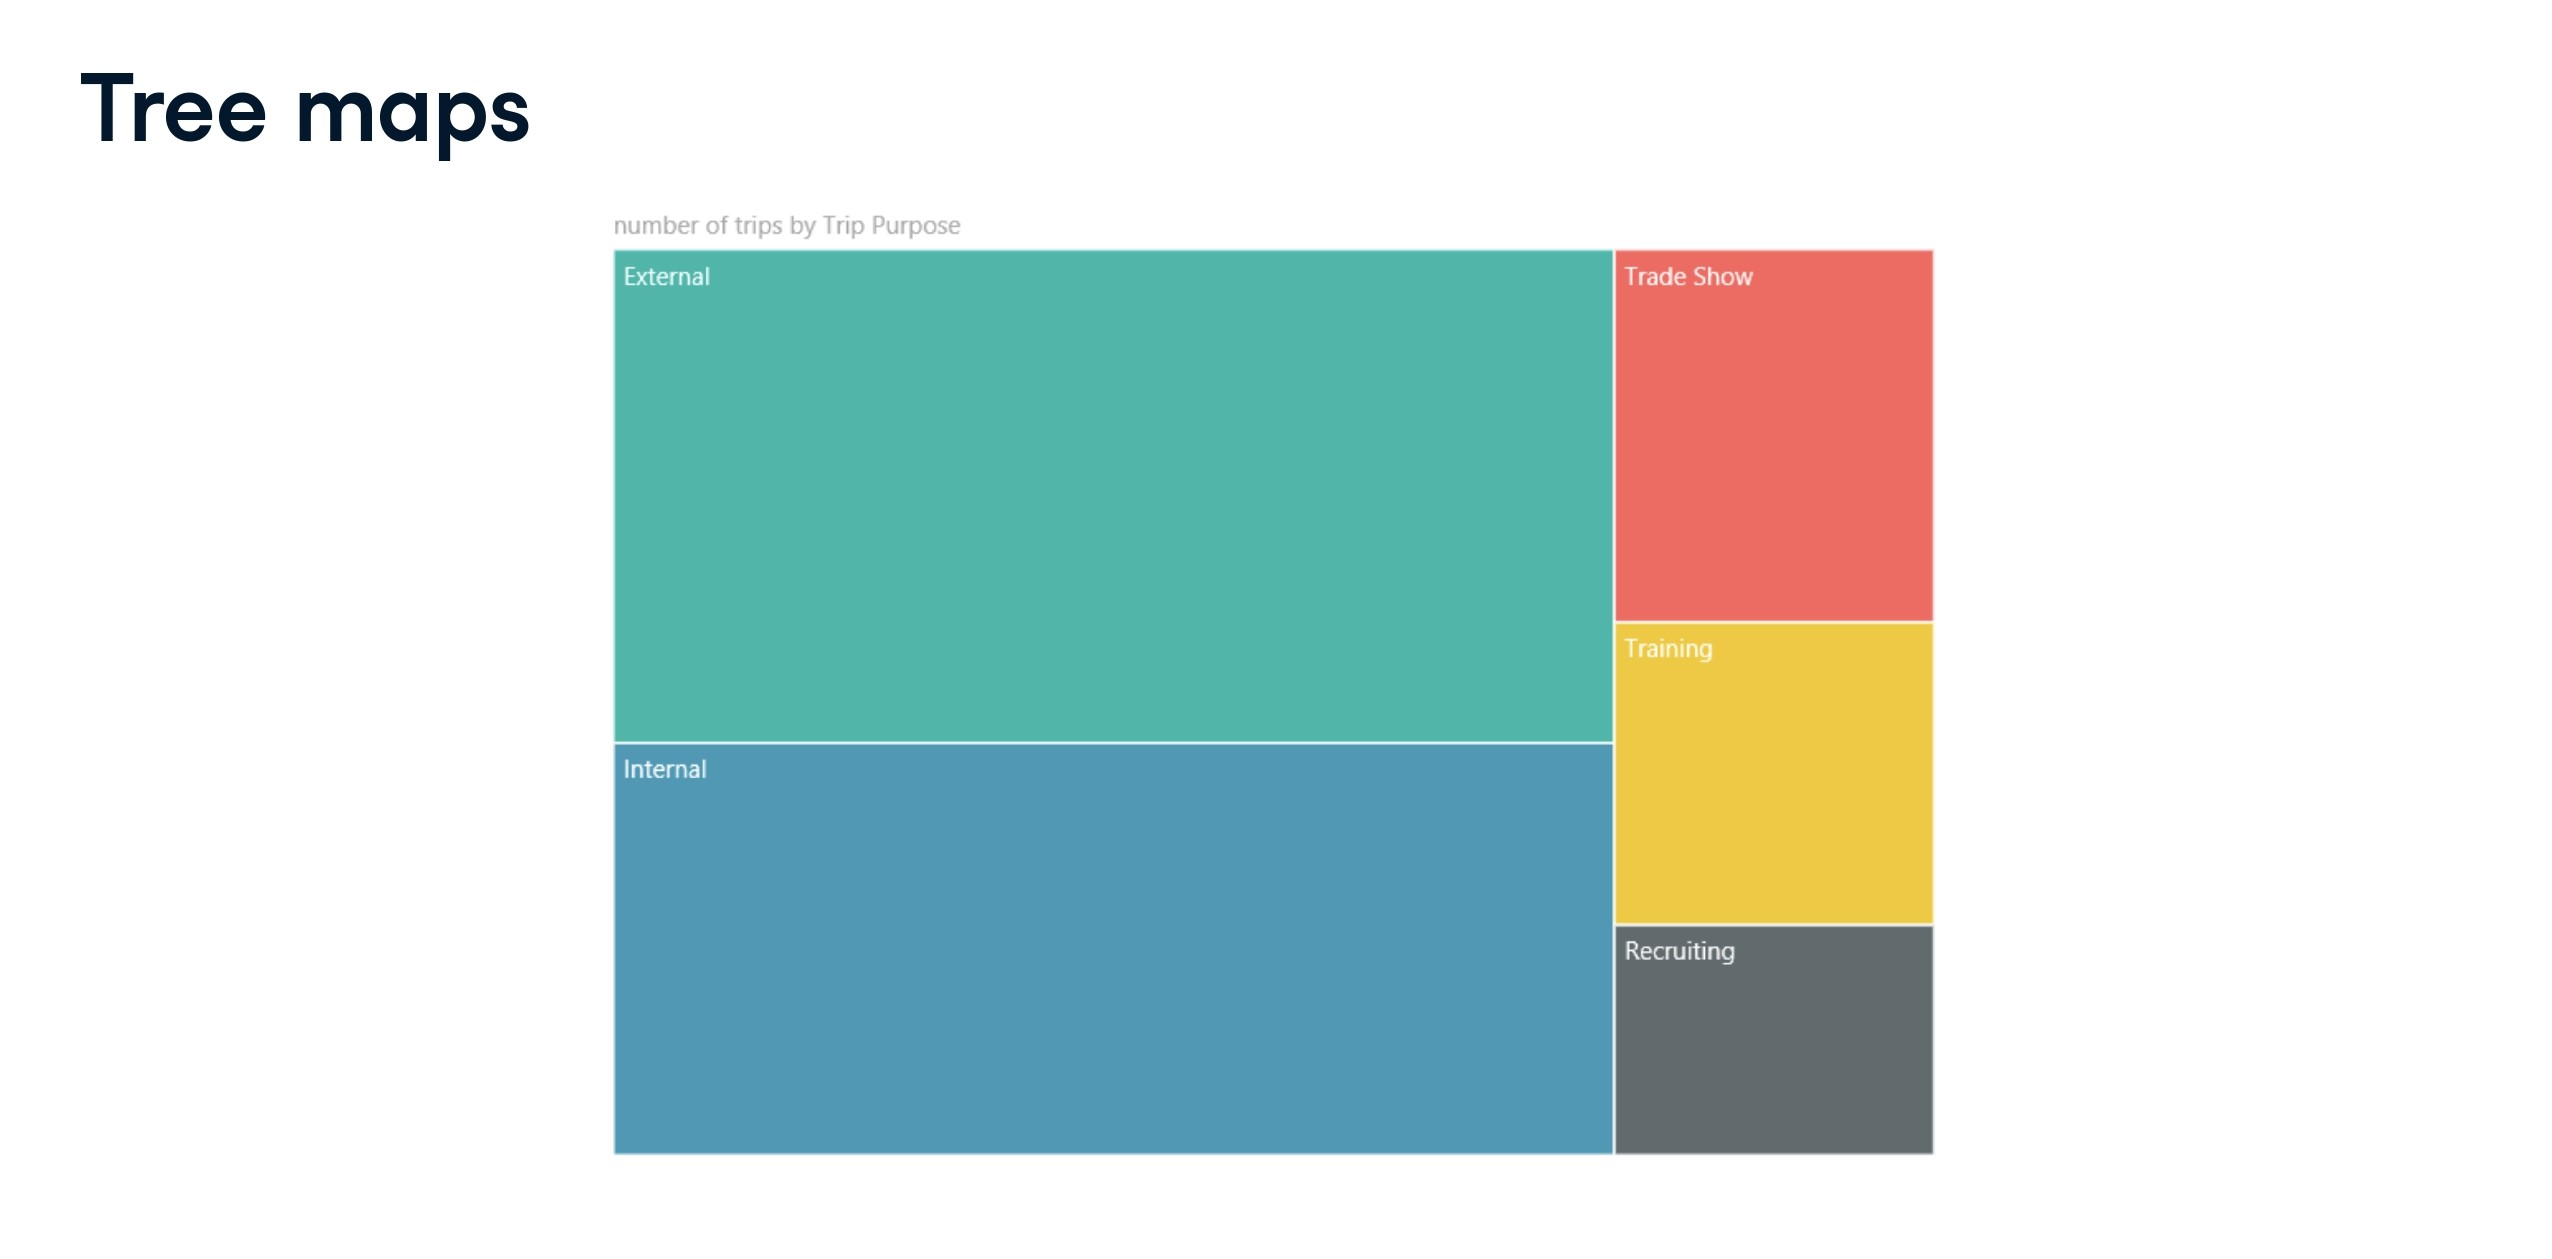 Tree maps
number of trips by Trip Purpose
External
Trade Show
Training
Internal
Recruiting